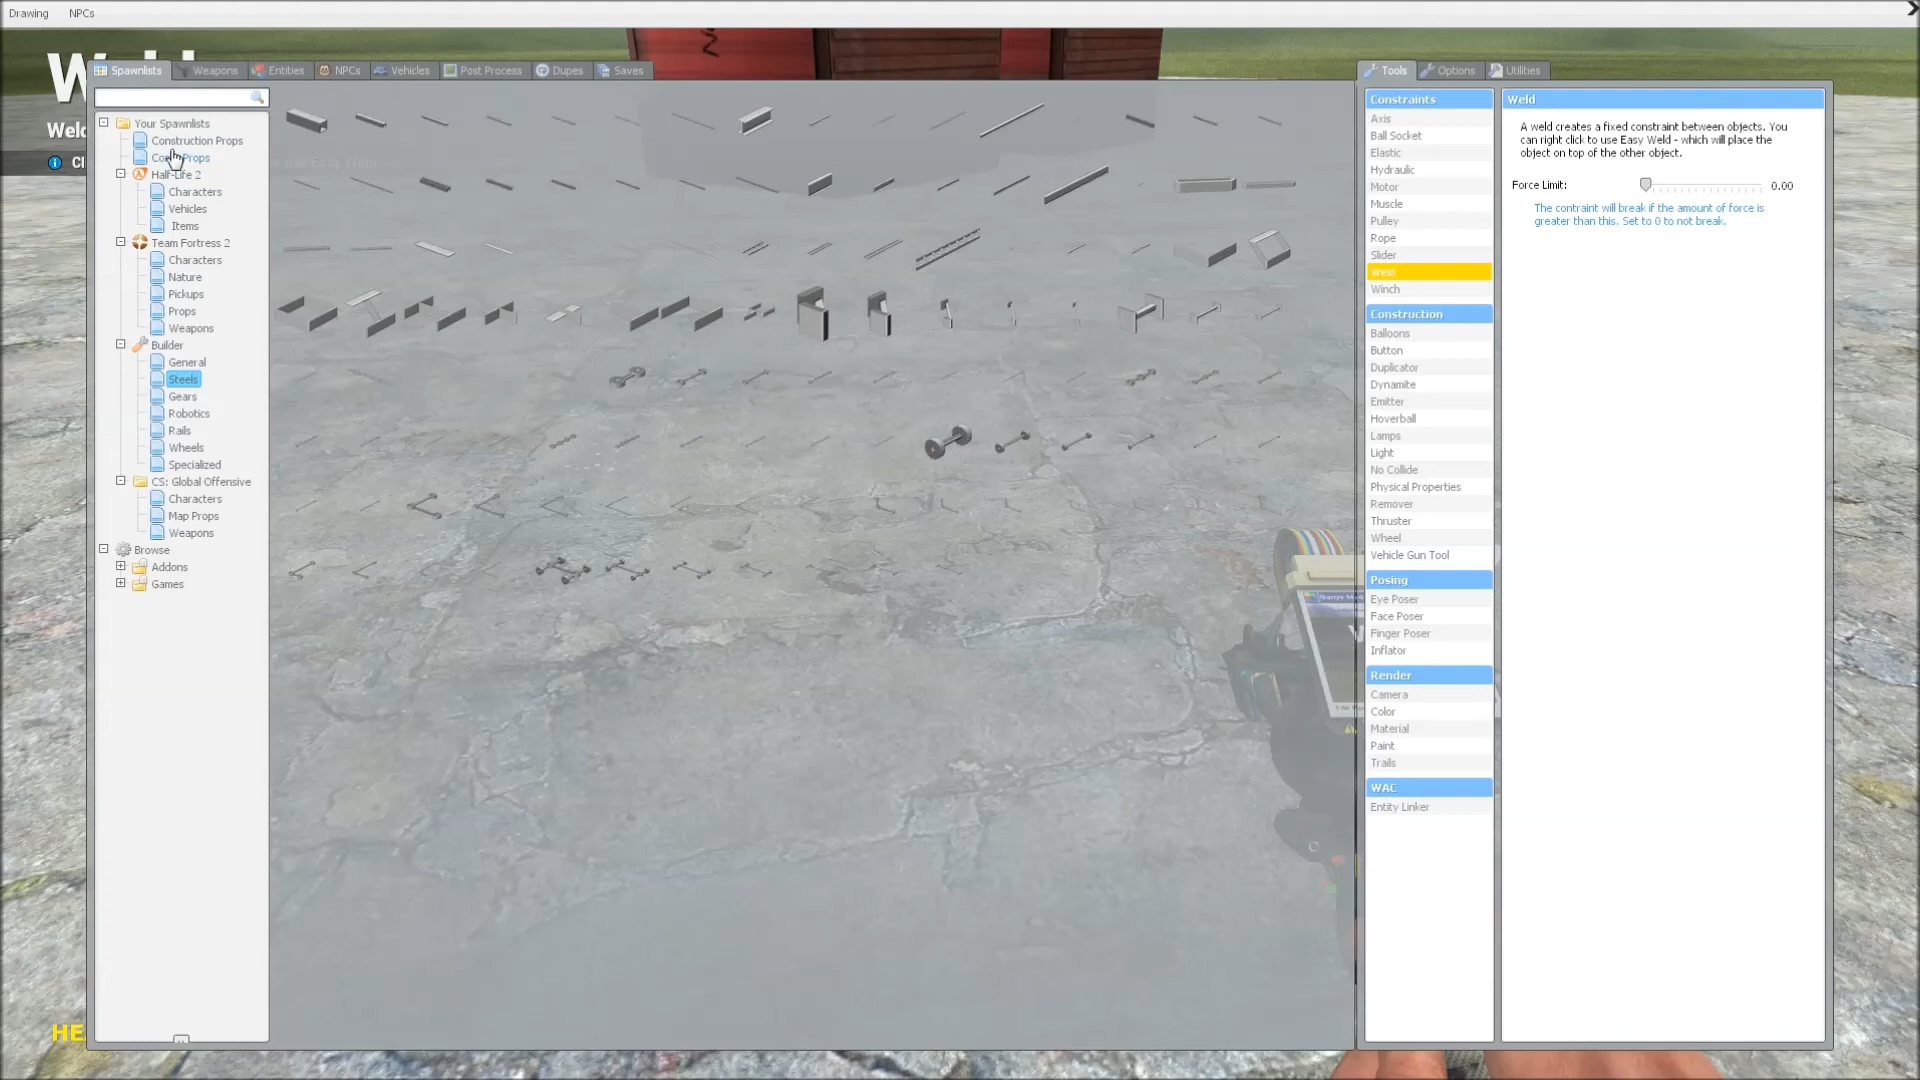 Drawing NPCs
Spawnlists Weapons Entities NPCs Vehicles Post Process Dupes Saves
Your Spawnlists
Construction Props
Comic Props
Half-Life 2
Characters
Vehicles
Items
Team Fortress 2
Characters
Nature
Pickups
Props
Weapons
Builder
General
Steels
Gears
Robotics
Rails
Wheels
Specialized
CS: Global Offensive
Characters
Map Props
Weapons
Browse
Addons
Games
HE
Tools Options Utilities
Constraints
Axis
Ball Socket
Elastic
Hydraulic
Motor
Muscle
Pulley
Rope
Slider
Weld
Winch
Construction
Balloons
Button
Duplicator
Dynamite
Emitter
Hoverball
Lamps
Light
No Collide
Physical Properties
Remover
Thruster
Wheel
Vehicle Gun Tool
Posing
Eye Poser
Face Poser
Finger Poser
Inflator
Render
Camera
Color
Material
Paint
Trails
WAC
Entity Linker
Weld
A weld creates a fixed constraint between objects. You
can right click to use Easy Weld - which will place the
object on top of the other object.
Force Limit: 0.00
The contraint will break if the amount of force is
greater than this. Set to 0 to not break.